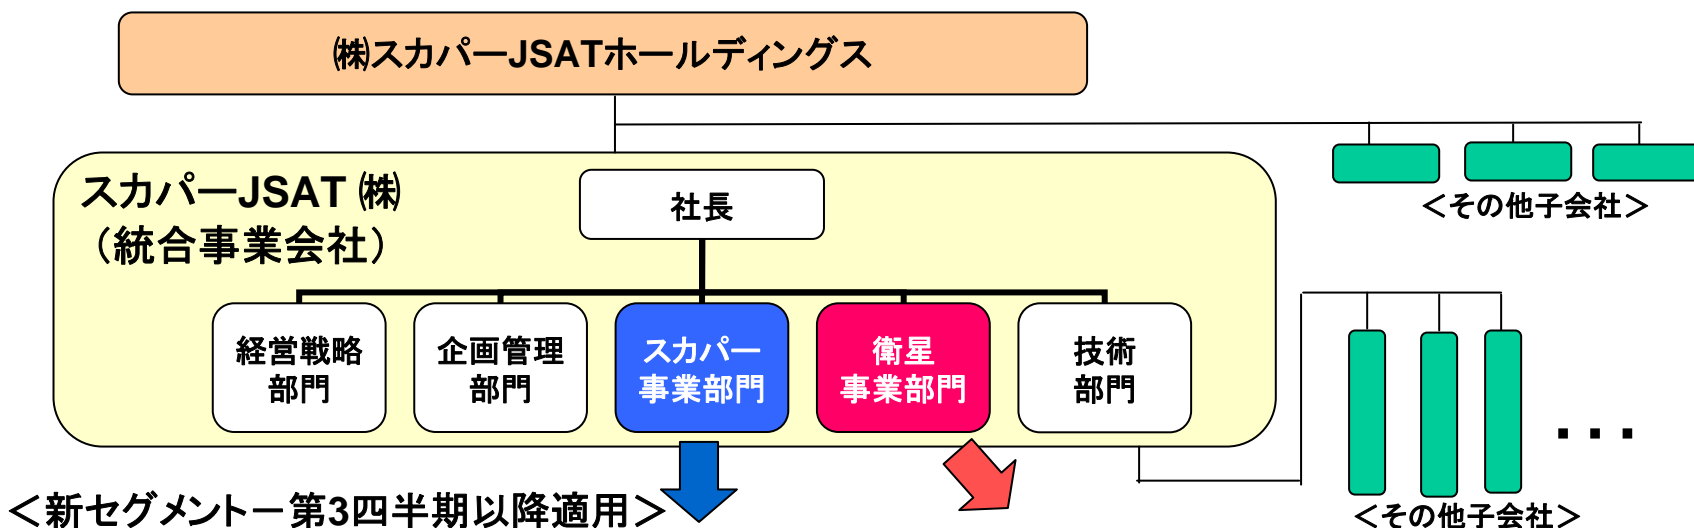 ㈱スカパーJSATホールディングス
スカパーJSAT ㈱
（統合事業会社）
社長
＜その他子会社＞
経営戦略
部門
企画管理
部門
スカパー
事業部門
衛星
事業部門
技術
部門
・・・
＜新セグメント－第3四半期以降適用＞
＜その他子会社＞